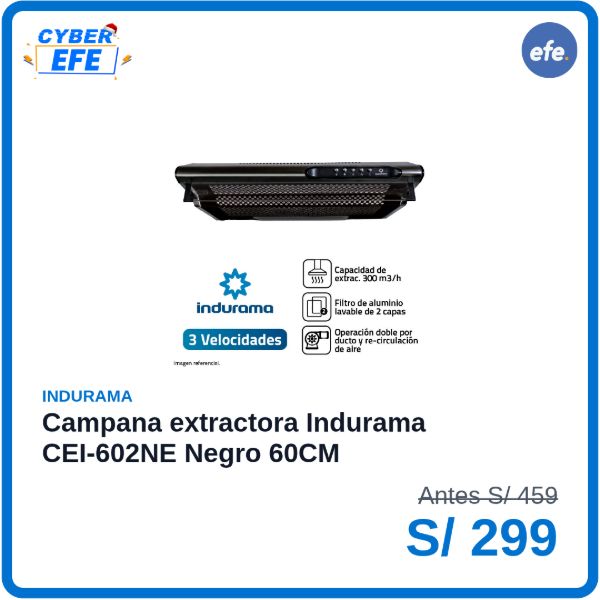 CYBER
EFE
efe.
indurama
3 Velocidades
Imagen referencial.
Capacidad de
extrac. 300 m3/h
Filtro de aluminio
lavable de 2 capas
Operación doble por
ducto y re-circulación
de aire
INDURAMA
Campana extractora Indurama
CEI-602NE Negro 60CM
Antes S/ 459
S/ 299